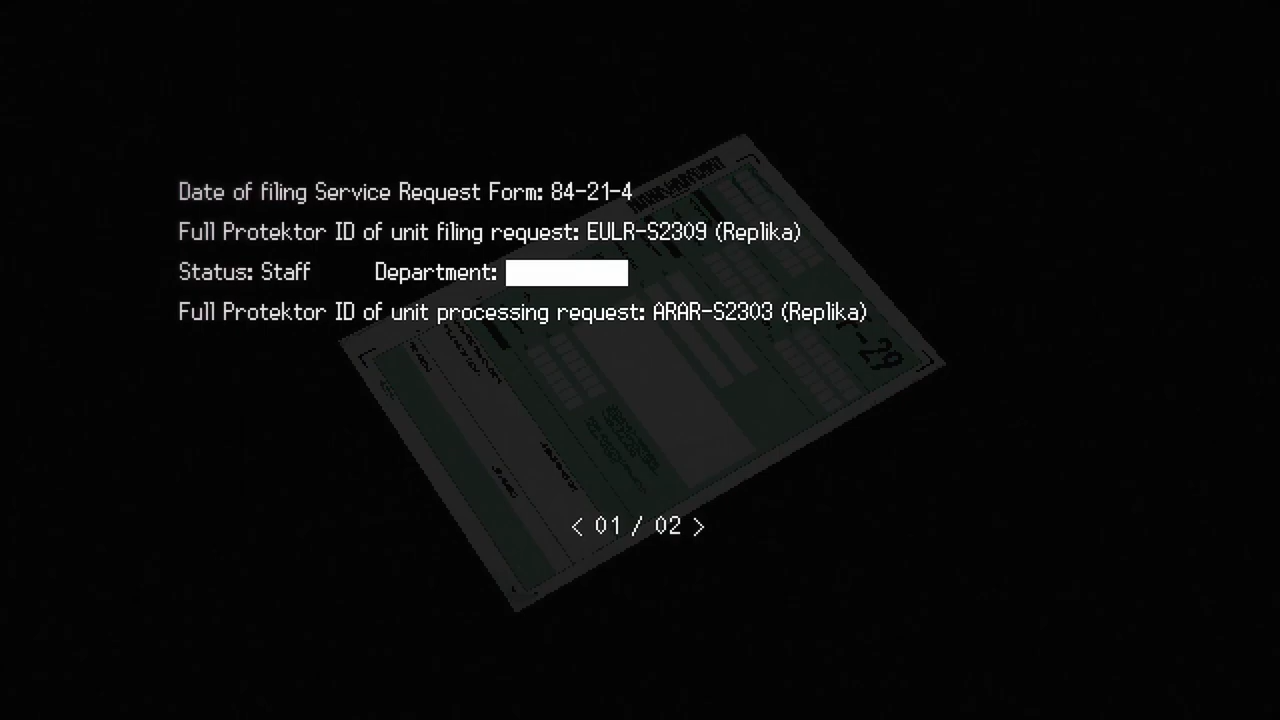 Date of filing Service Request Form: 84-21-4
Full Protektor ID of unit filing request: EULR-S2309 (Replika)
Status: Staff Department:
Full Protektor ID of unit processing request: ARAR-S2303 (Replika)
r-29
< 01 / 02 >